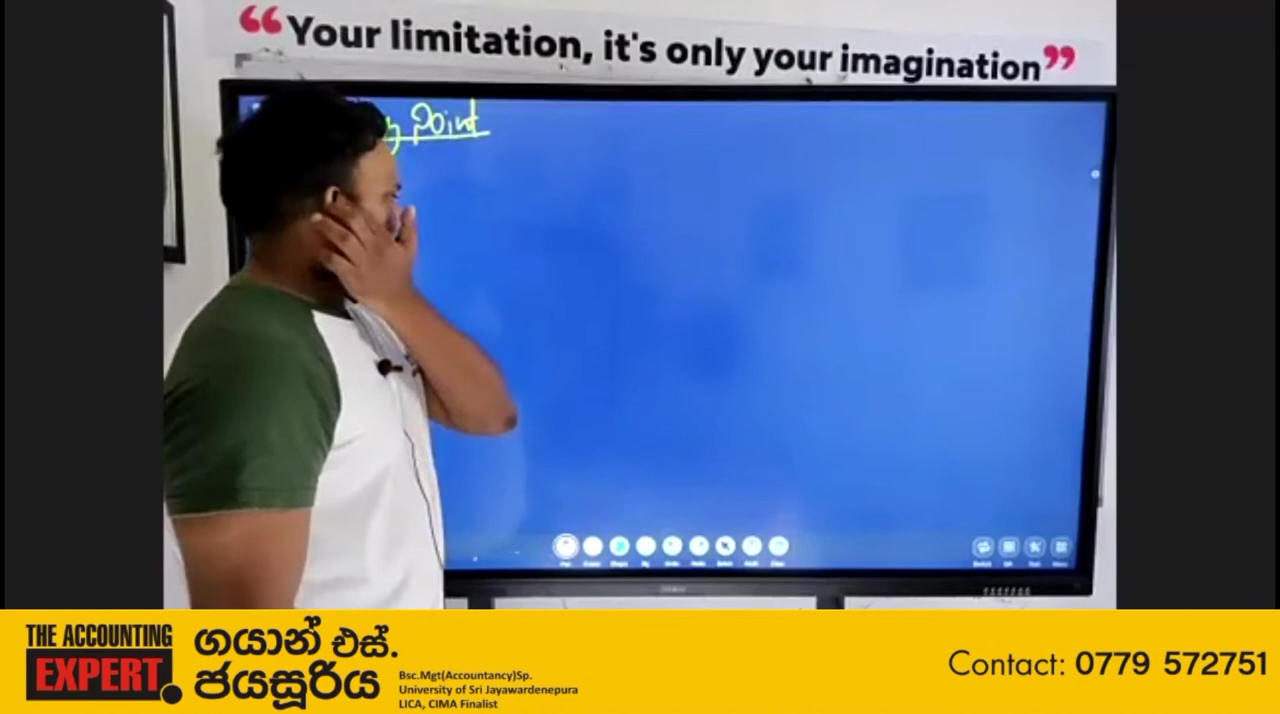 “Your limitation, it's only your imagination”
Point
THE ACCOUNTING
EXPERT.
ගයාන් එස්.
ජයසූරිය
Bsc.Mgt(Accountancy)Sp.
University of Sri Jayawardenepura
LICA, CIMA Finalist
Contact: 0779 572751